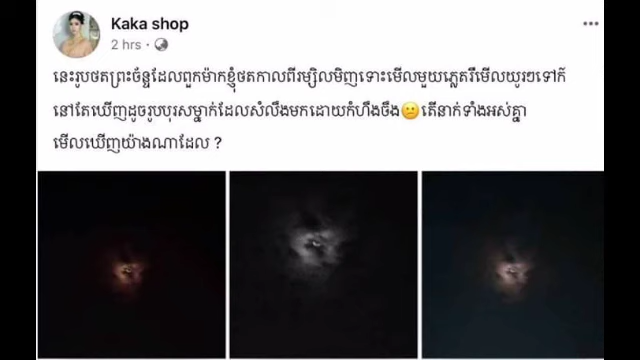 Kaka shop
2 hrs ·
នេះរូបថតព្រះច័ន្ទដែលពួកម៉ាកខ្ញុំថតកាលពីរម្សិលមិញទោះមើលមួយភ្លេតរឺមើលយូរៗទៅក៏
នៅតែឃើញដូចរូបបុរសម្នាក់ដែលសំលឹងមកដោយកំហឹងចឹង😕តើនាក់ទាំងអស់គ្នា
មើលឃើញយ៉ាងណាដែល ?